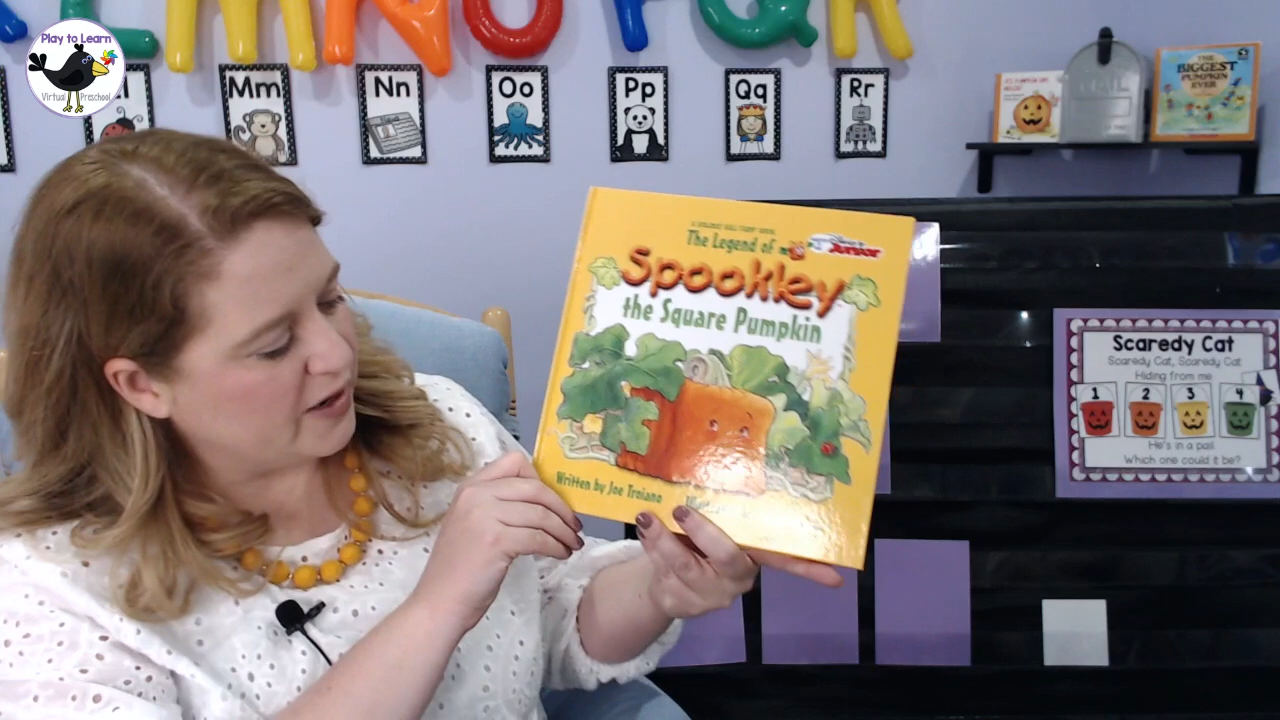 Play to Learn
Virtual Preschool
Mm
Nn
Oo
Pp
Qq
Rr
MAIL
THE
BIGGEST
PUMPKIN
EVER
The Legend of
Spookley
the Square Pumpkin
JUNIOR
Written by Joe Troiano
Scaredy Cat
Scaredy Cat, Scaredy Cat
Hiding from me
1 2 3 4
He's in a pail
Which one could it be?